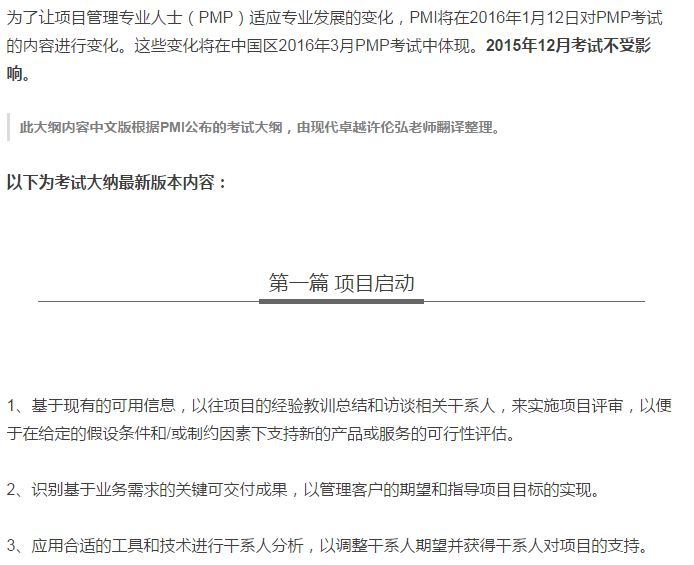 为了让项目管理专业人士（PMP）适应专业发展的变化，PMI将在2016年1月12日对PMP考试
的内容进行变化。这些变化将在中国区2016年3月PMP考试中体现。2015年12月考试不受影
响。
此大纲内容中文版根据PMI公布的考试大纲，由现代卓越许伦弘老师翻译整理。
以下为考试大纳最新版本内容：
第一篇 项目启动
1、基于现有的可用信息，以往项目的经验教训总结和访谈相关干系人，来实施项目评审，以便
于在给定的假设条件和/或制约因素下支持新的产品或服务的可行性评估。
2、识别基于业务需求的关键可交付成果，以管理客户的期望和指导项目目标的实现。
3、应用合适的工具和技术进行干系人分析，以调整干系人期望并获得干系人对项目的支持。